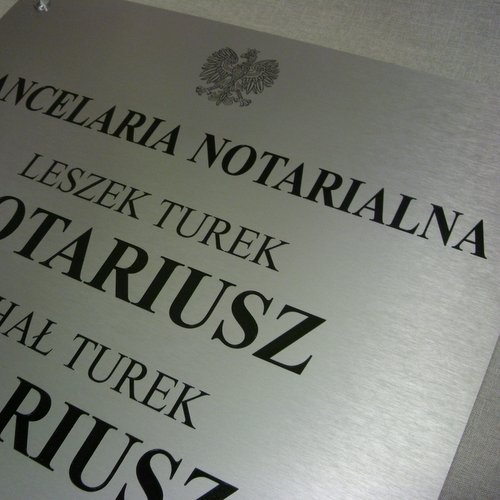 ANCELARIA NOTARIALNA
LESZEK TUREK
OTARIUSZ
HAŁ TUREK
RIUSZ